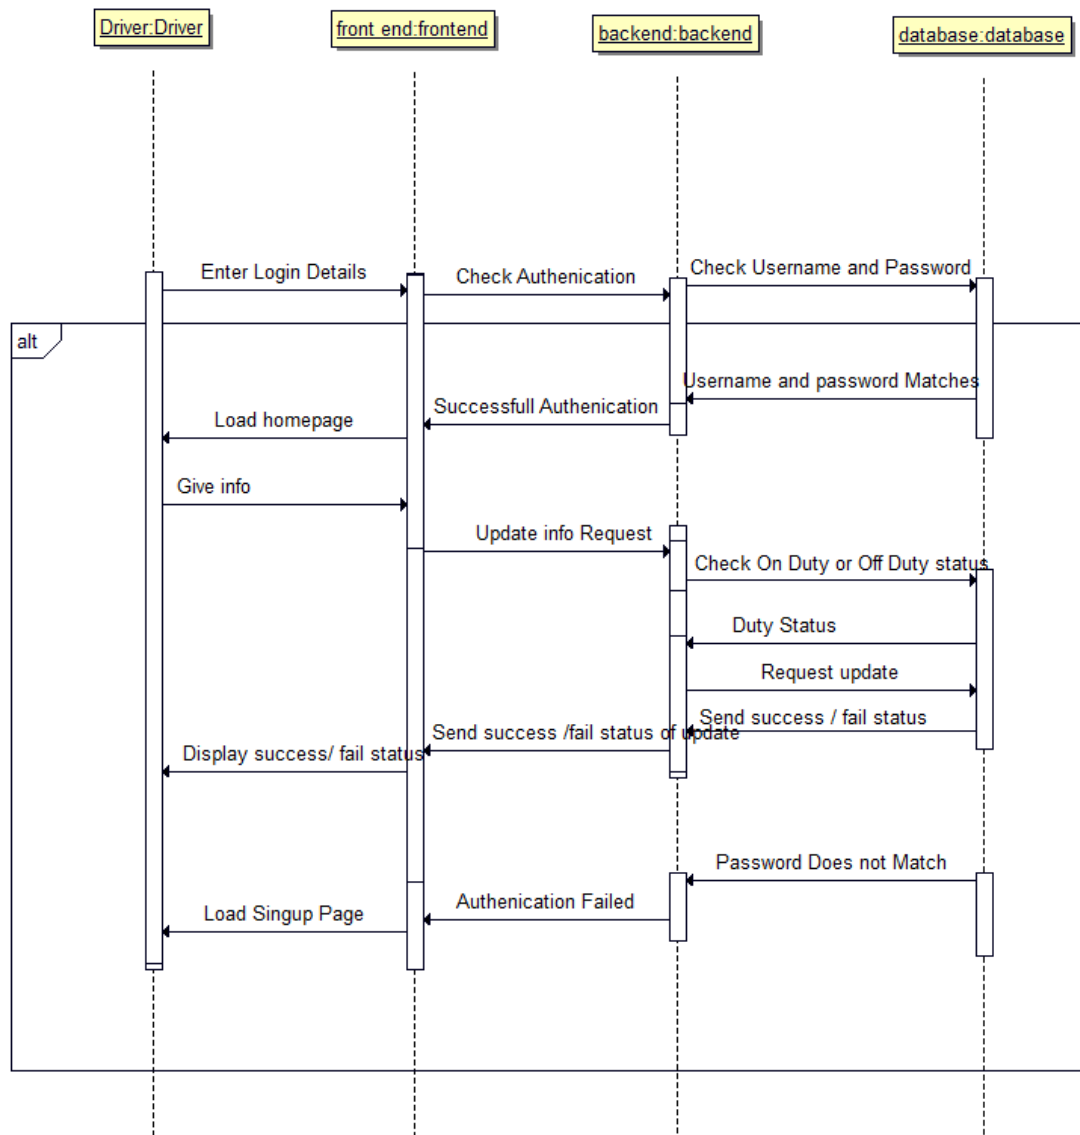 Driver:Driver
front end:frontend
backend:backend
database:database
Enter Login Details
Check Authenication
Check Username and Password
alt
Username and password Matches
Successfull Authenication
Load homepage
Give info
Update info Request
Check On Duty or Off Duty status
Duty Status
Request update
Send success / fail status
Send success /fail status of update
Display success/ fail status
Password Does not Match
Authenication Failed
Load Singup Page